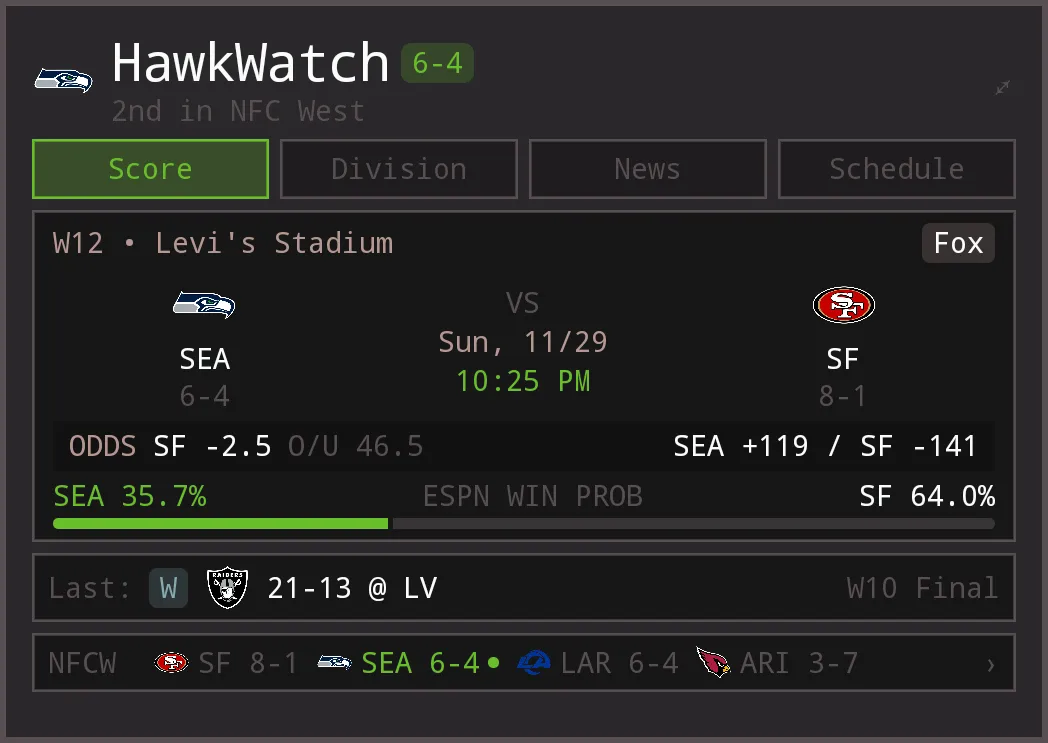 HawkWatch 6-4
2nd in NFC West
Score Division News Schedule
W12 • Levi's Stadium Fox
VS
Sun, 11/29
10:25 PM
SEA
6-4
SF
8-1
ODDS SF -2.5 O/U 46.5 SEA +119 / SF -141
SEA 35.7% ESPN WIN PROB SF 64.0%
Last: W RAIDERS 21-13 @ LV W10 Final
NFCW SF 8-1 SEA 6-4 • LAR 6-4 ARI 3-7 ›